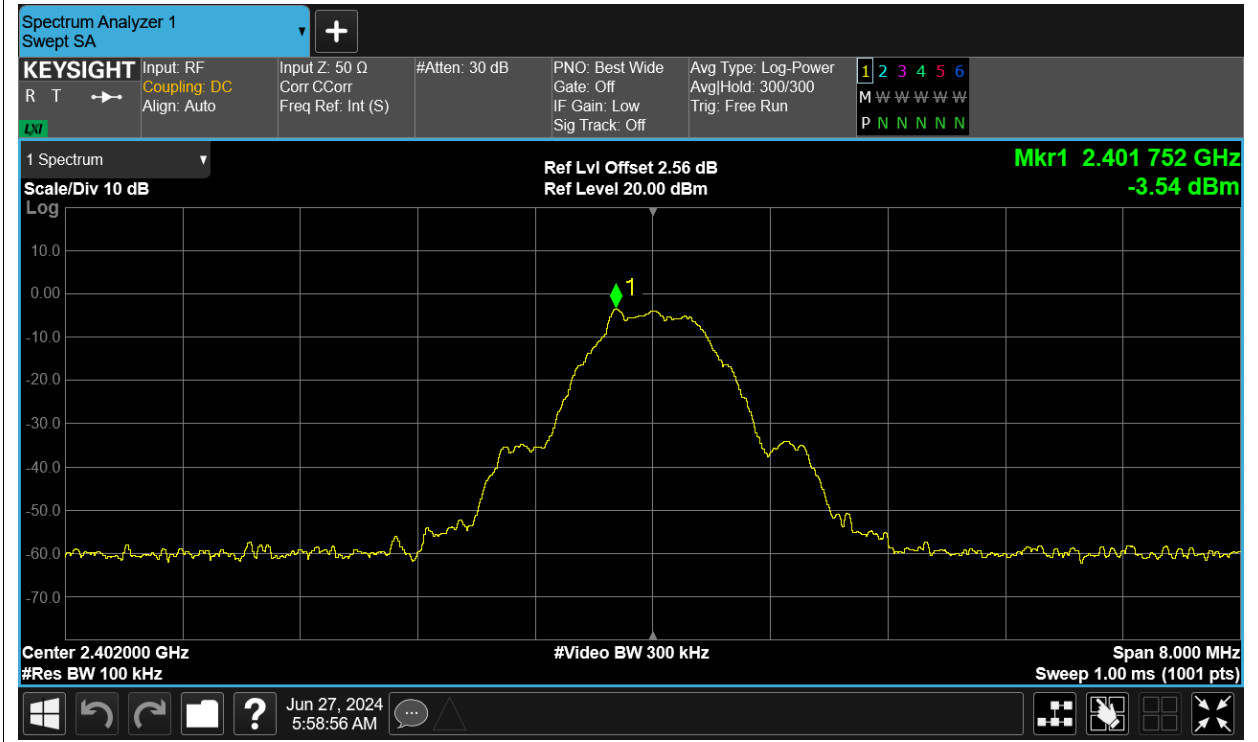 Spectrum Analyzer 1
Swept SA
KEYSIGHT
R T
LXI
Input: RF
Coupling: DC
Align: Auto
Input Z: 50 Ω
Corr CCorr
Freq Ref: Int (S)
#Atten: 30 dB
PNO: Best Wide
Gate: Off
IF Gain: Low
Sig Track: Off
Avg Type: Log-Power
Avg|Hold: 300/300
Trig: Free Run
1 2 3 4 5 6
M W W W W W
P N N N N N
1 Spectrum
Scale/Div 10 dB
Log
Ref Lvl Offset 2.56 dB
Ref Level 20.00 dBm
Mkr1 2.401 752 GHz
-3.54 dBm
10.0
0.00
-10.0
-20.0
-30.0
-40.0
-50.0
-60.0
-70.0
1
Center 2.402000 GHz
#Res BW 100 kHz
#Video BW 300 kHz
Span 8.000 MHz
Sweep 1.00 ms (1001 pts)
?
Jun 27, 2024
5:58:56 AM